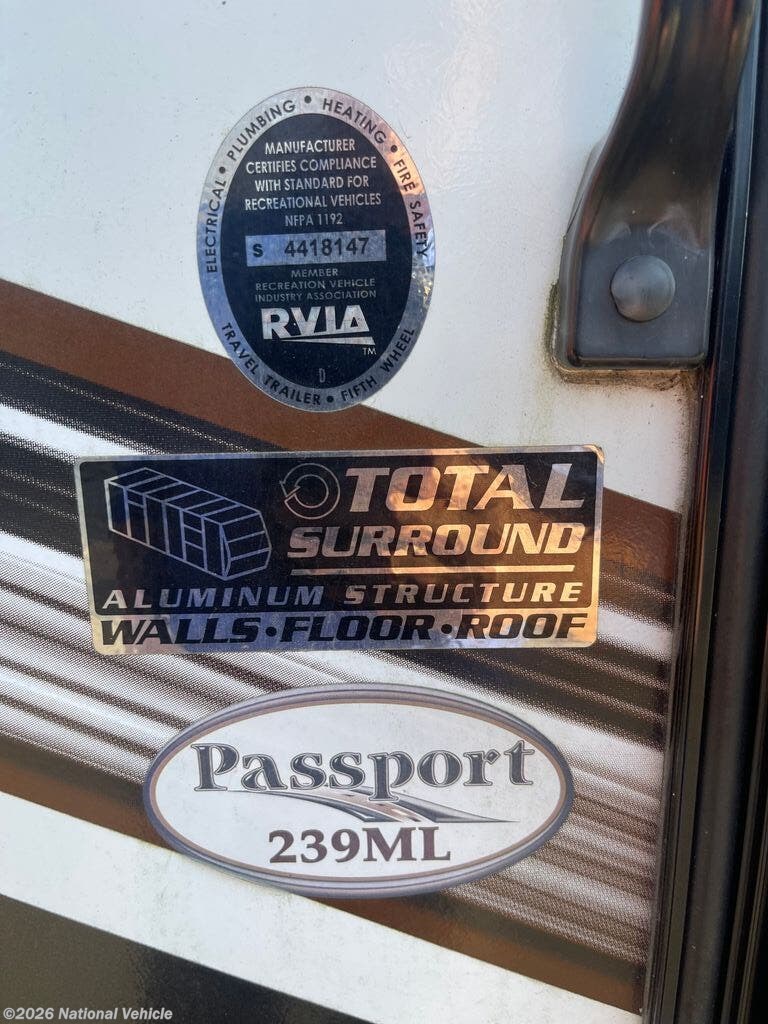 ELECTRICAL • PLUMBING • HEATING • FIRE SAFETY
MANUFACTURER
CERTIFIES COMPLIANCE
WITH STANDARD FOR
RECREATIONAL VEHICLES
NFPA 1192
S 4418147
MEMBER
RECREATION VEHICLE
INDUSTRY ASSOCIATION
RVIA
TM
D
TRAVEL TRAILER • FIFTH WHEEL
TOTAL
SURROUND
ALUMINUM STRUCTURE
WALLS•FLOOR•ROOF
Passport
239ML
©2026 National Vehicle